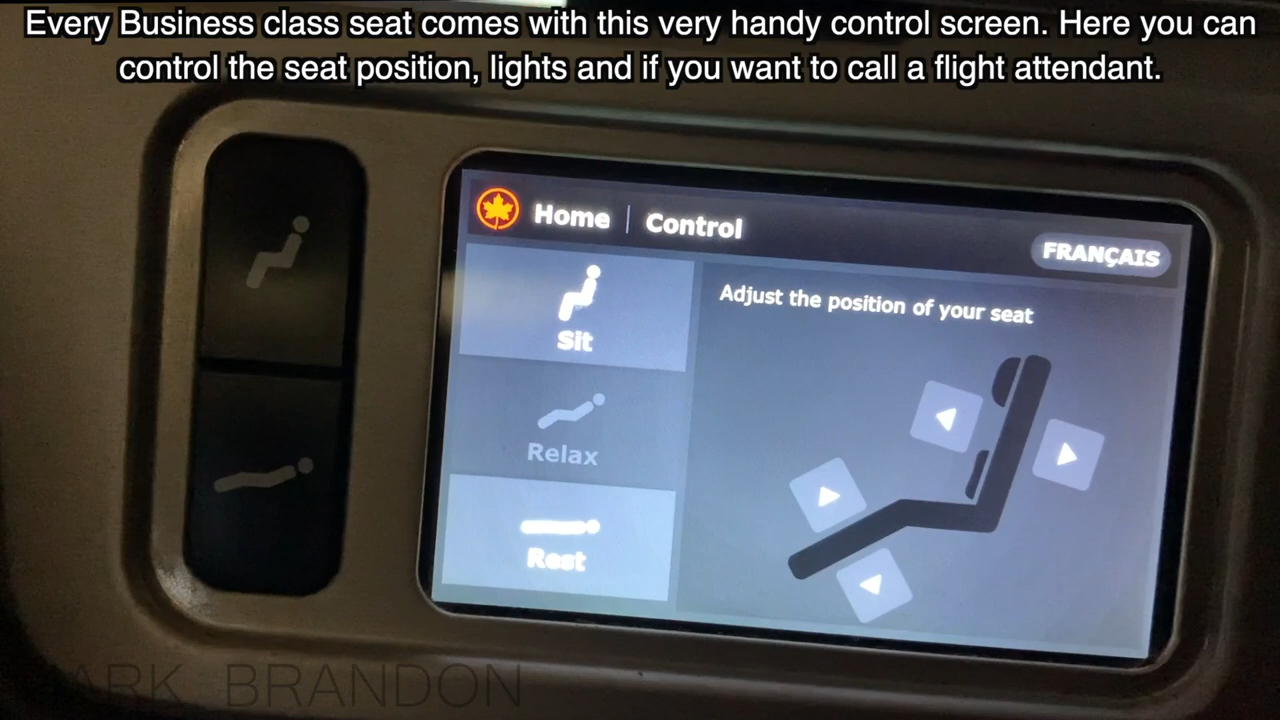 Every Business class seat comes with this very handy control screen. Here you can
control the seat position, lights and if you want to call a flight attendant.
Home | Control
FRANÇAIS
Sit
Adjust the position of your seat
Relax
Rest
ARK BRANDON